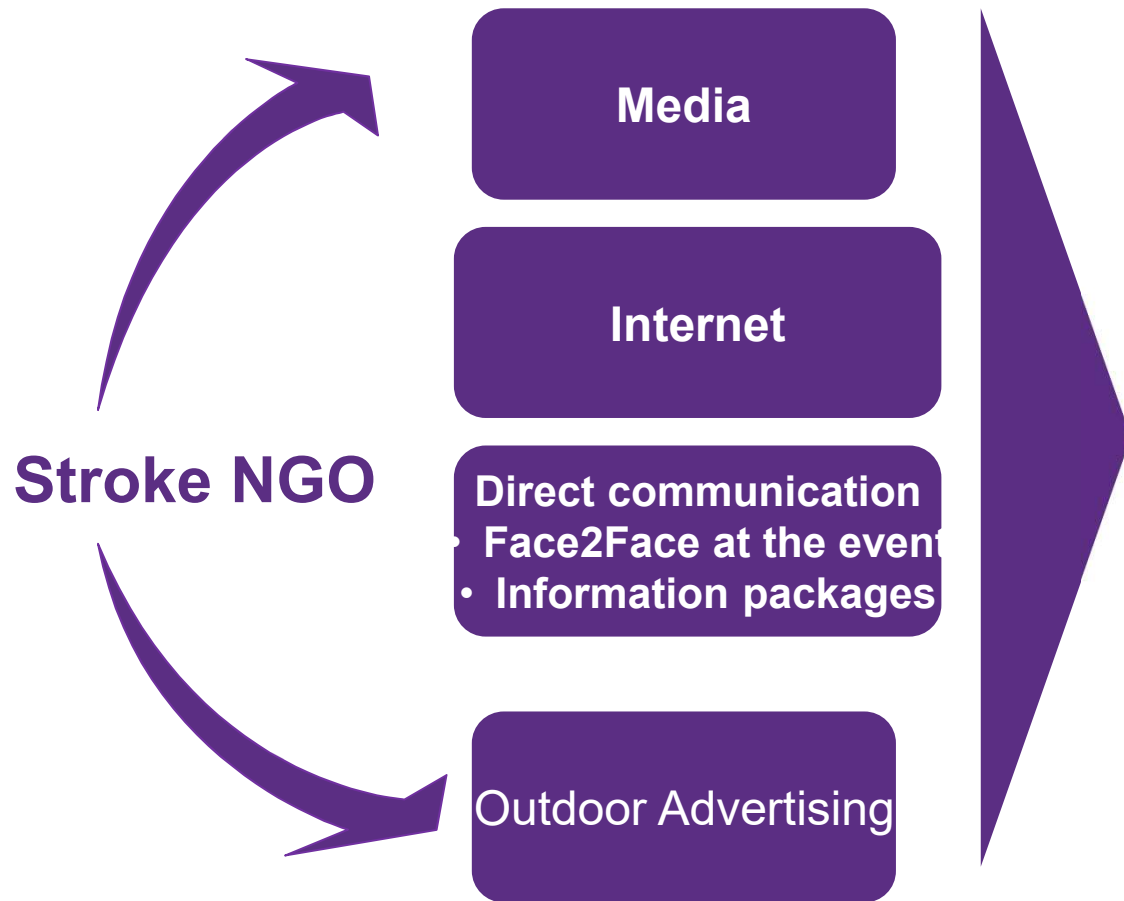 Media
Internet
Stroke NGO
Direct communication
• Face2Face at the event
• Information packages
Outdoor Advertising